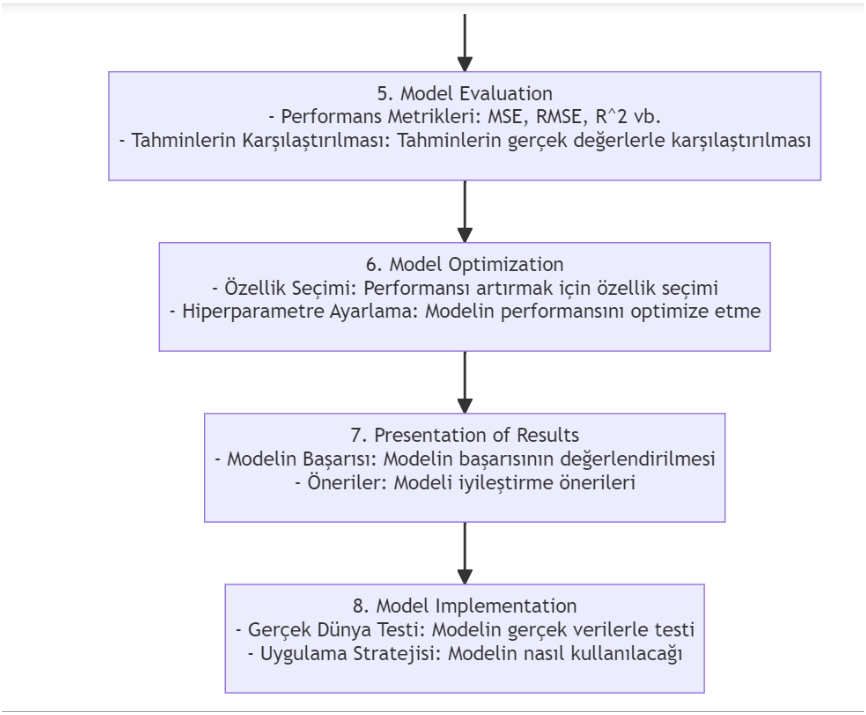 5. Model Evaluation
- Performans Metrikleri: MSE, RMSE, R^2 vb.
- Tahminlerin Karşılaştırılması: Tahminlerin gerçek değerlerle karşılaştırılması
6. Model Optimization
- Özellik Seçimi: Performansı artırmak için özellik seçimi
- Hiperparametre Ayarlama: Modelin performansını optimize etme
7. Presentation of Results
- Modelin Başarısı: Modelin başarısının değerlendirilmesi
- Öneriler: Modeli iyileştirme önerileri
8. Model Implementation
- Gerçek Dünya Testi: Modelin gerçek verilerle testi
- Uygulama Stratejisi: Modelin nasıl kullanılacağı